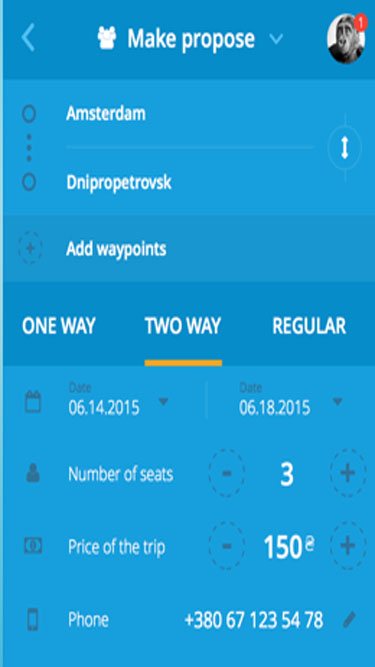 Make propose
1
Amsterdam
Dnipropetrovsk
Add waypoints
ONE WAY TWO WAY REGULAR
Date Date
06.14.2015 06.18.2015
Number of seats - 3 +
Price of the trip - 150₴ +
Phone +380 67 123 54 78